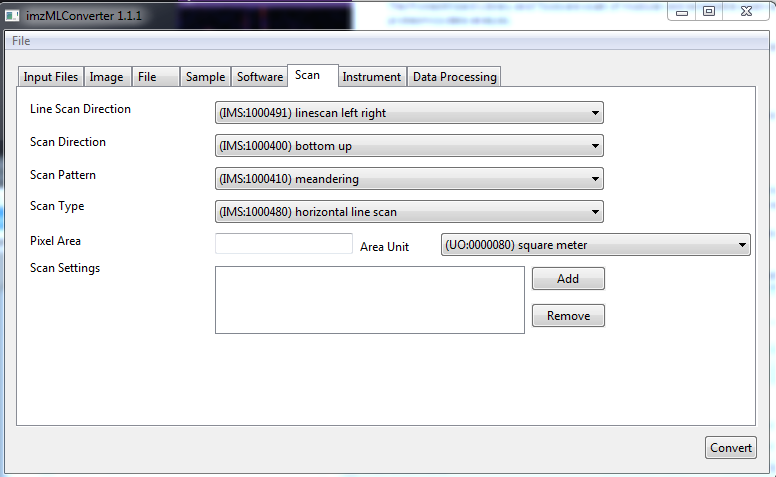 imzMLConverter 1.1.1
File
Input Files Image File Sample Software Scan Instrument Data Processing
Line Scan Direction (IMS:1000491) linescan left right
Scan Direction (IMS:1000400) bottom up
Scan Pattern (IMS:1000410) meandering
Scan Type (IMS:1000480) horizontal line scan
Pixel Area Area Unit (UO:0000080) square meter
Scan Settings
Add
Remove
Convert